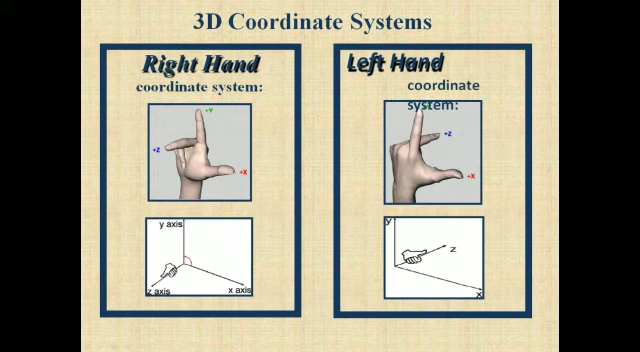 3D Coordinate Systems
Right Hand
coordinate system:
+Y
+Z
+X
y axis
z axis
x axis
Left Hand
coordinate
system:
+Z
+X
y
z
x